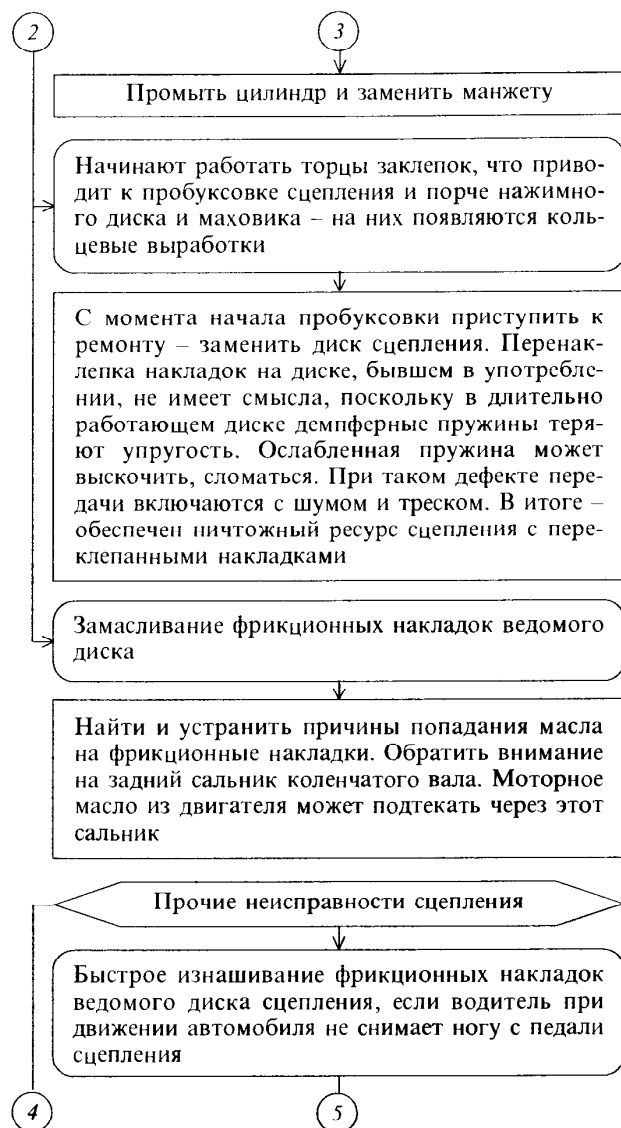 2
3
Промыть цилиндр и заменить манжету
Начинают работать торцы заклепок, что приво-
дит к пробуксовке сцепления и порче нажимно-
го диска и маховика – на них появляются коль-
цевые выработки
С момента начала пробуксовки приступить к
ремонту – заменить диск сцепления. Перенак-
лепка накладок на диске, бывшем в употребле-
нии, не имеет смысла, поскольку в длительно
работающем диске демпферные пружины теря-
ют упругость. Ослабленная пружина может
выскочить, сломаться. При таком дефекте пере-
дачи включаются с шумом и треском. В итоге –
обеспечен ничтожный ресурс сцепления с пере-
клепанными накладками
Замасливание фрикционных накладок ведомого
диска
Найти и устранить причины попадания масла
на фрикционные накладки. Обратить внимание
на задний сальник коленчатого вала. Моторное
масло из двигателя может подтекать через этот
сальник
Прочие неисправности сцепления
Быстрое изнашивание фрикционных накладок
ведомого диска сцепления, если водитель при
движении автомобиля не снимает ногу с педали
сцепления
4
5